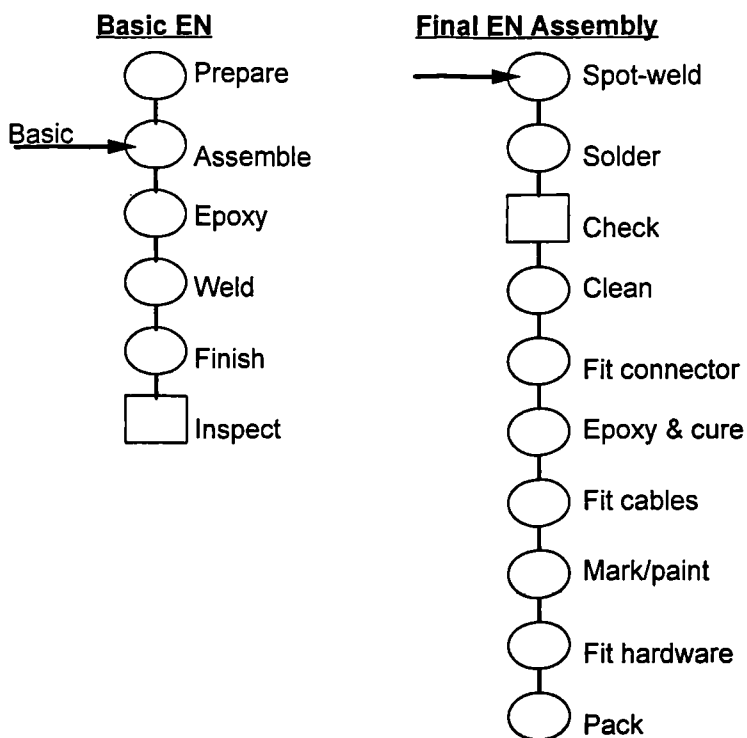 Basic EN
Prepare
Basic
Assemble
Epoxy
Weld
Finish
Inspect
Final EN Assembly
Spot-weld
Solder
Check
Clean
Fit connector
Epoxy & cure
Fit cables
Mark/paint
Fit hardware
Pack